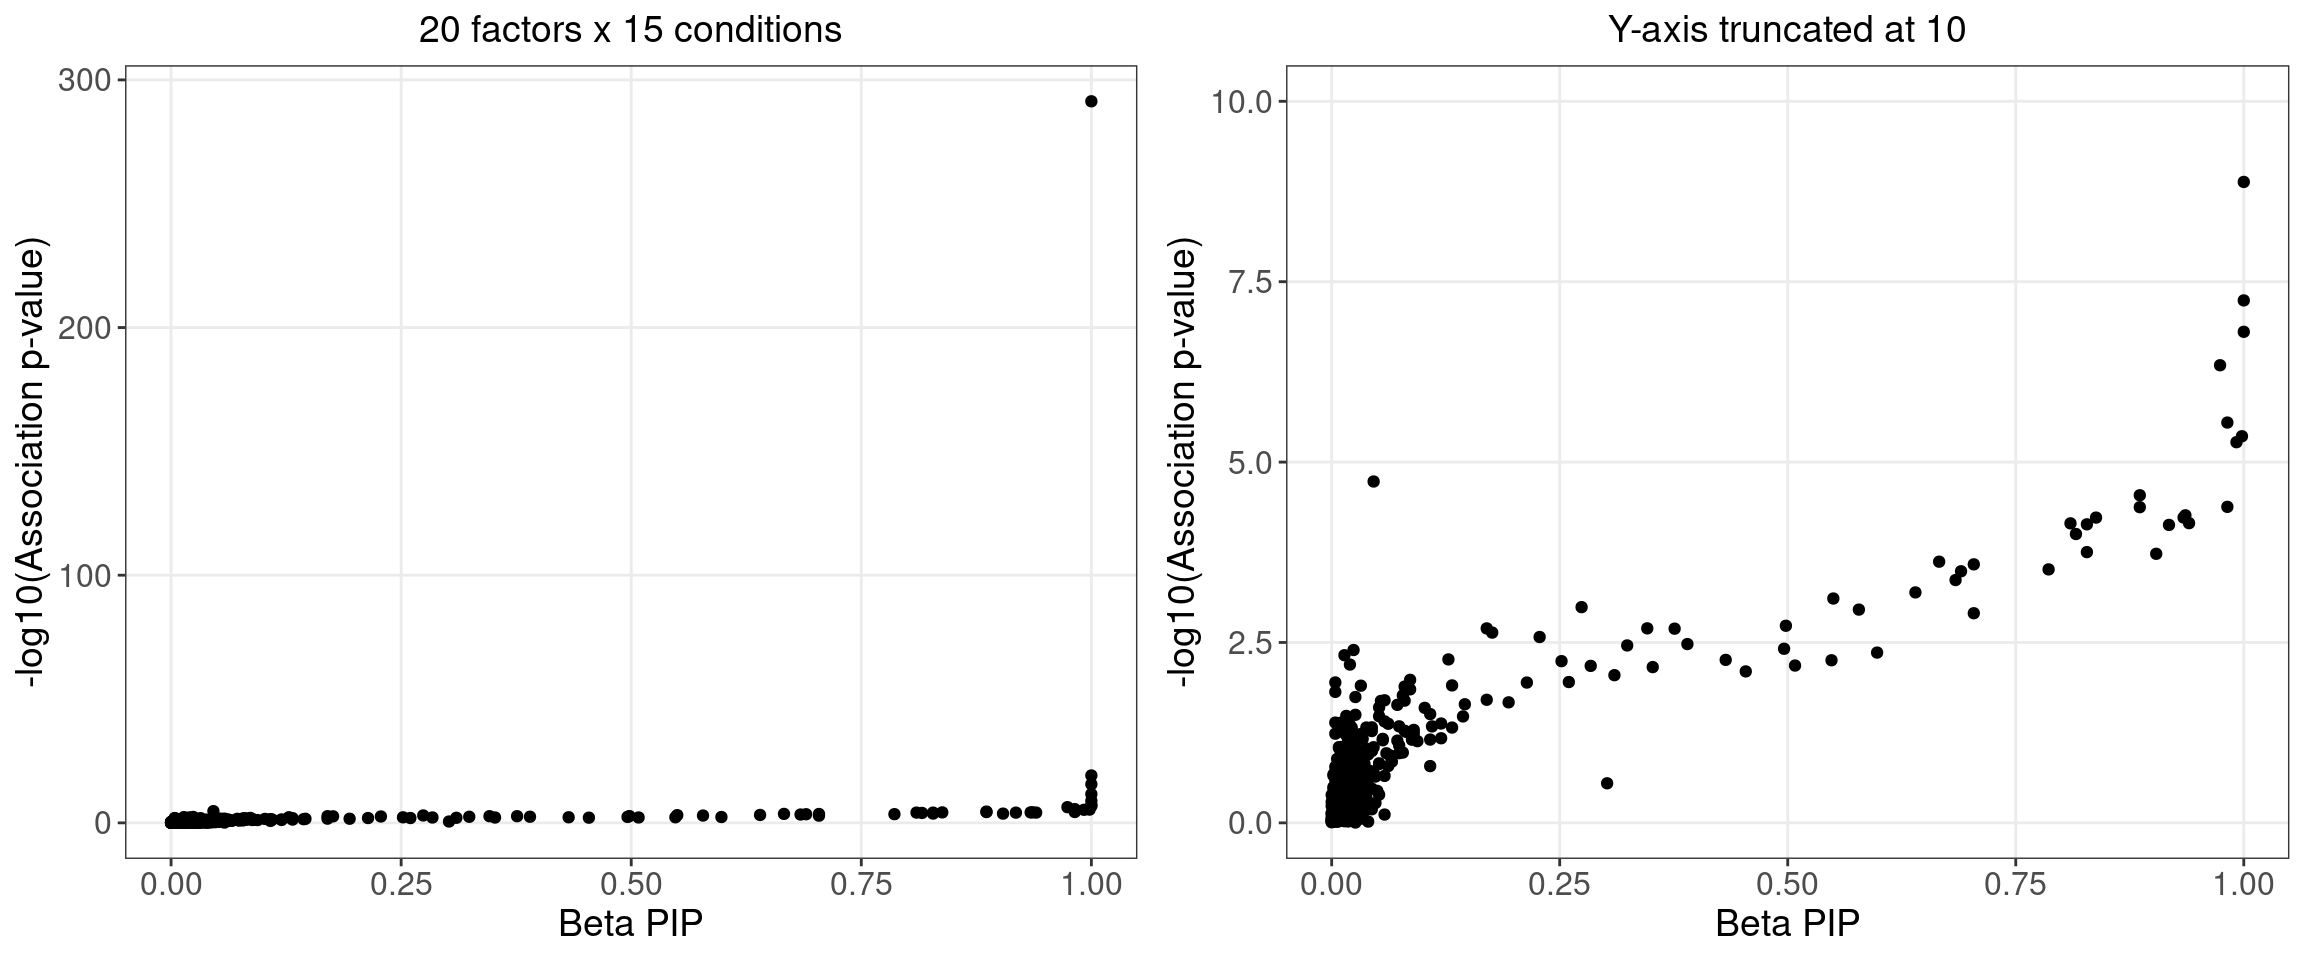 20 factors x 15 conditions
-log10(Association p-value)
300
200
100
0
0.00 0.25 0.50 0.75 1.00
Beta PIP
Y-axis truncated at 10
-log10(Association p-value)
10.0
7.5
5.0
2.5
0.0
0.00 0.25 0.50 0.75 1.00
Beta PIP